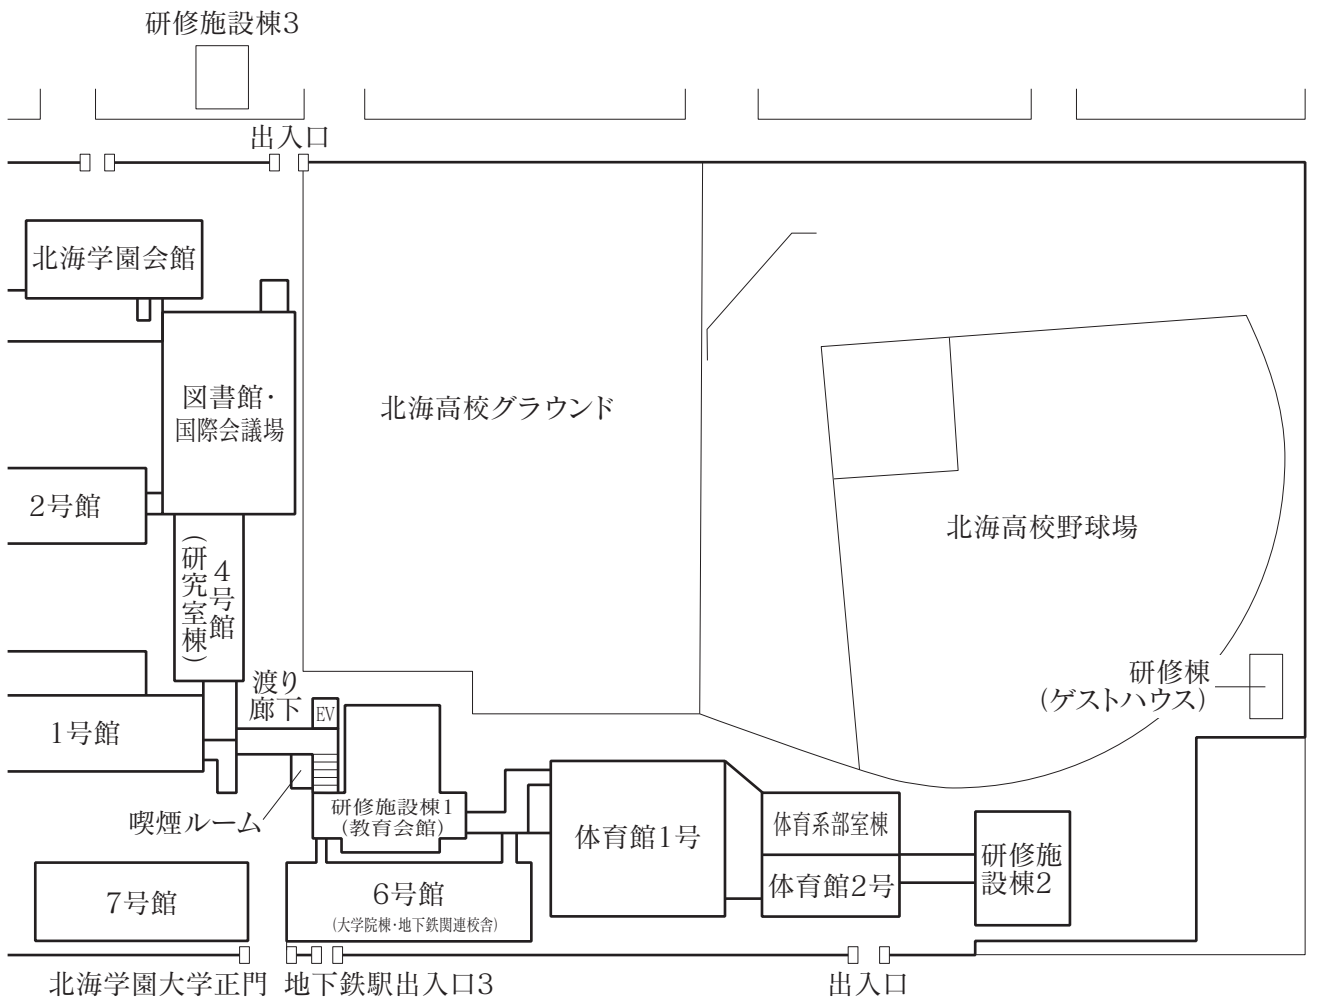 研修施設棟3
出入口
北海学園会館
図書館・
国際会議場
北海高校グラウンド
2号館
北海高校野球場
4号館
(研究室棟)
渡り
廊下
EV
研修棟
(ゲストハウス)
1号館
喫煙ルーム
研修施設棟1
(教育会館)
体育館1号
体育系部室棟
体育館2号
研修施
設棟2
7号館
6号館
(大学院棟・地下鉄関連校舎)
北海学園大学正門
地下鉄駅出入口3
出入口